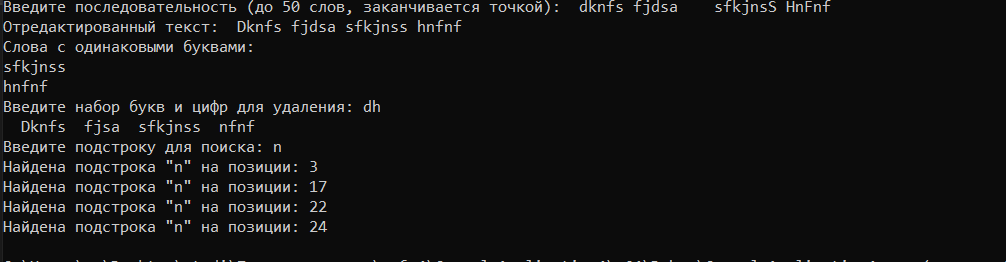 Введите последовательность (до 50 слов, заканчивается точкой):  dknfs fjdsa    sfkjnsS HnFnf
Отредактированный текст:  Dknfs fjdsa sfkjnss hnfnf
Слова с одинаковыми буквами:
sfkjnss
hnfnf
Введите набор букв и цифр для удаления: dh
  Dknfs  fjsa  sfkjnss  nfnf
Введите подстроку для поиска: n
Найдена подстрока "n" на позиции: 3
Найдена подстрока "n" на позиции: 17
Найдена подстрока "n" на позиции: 22
Найдена подстрока "n" на позиции: 24